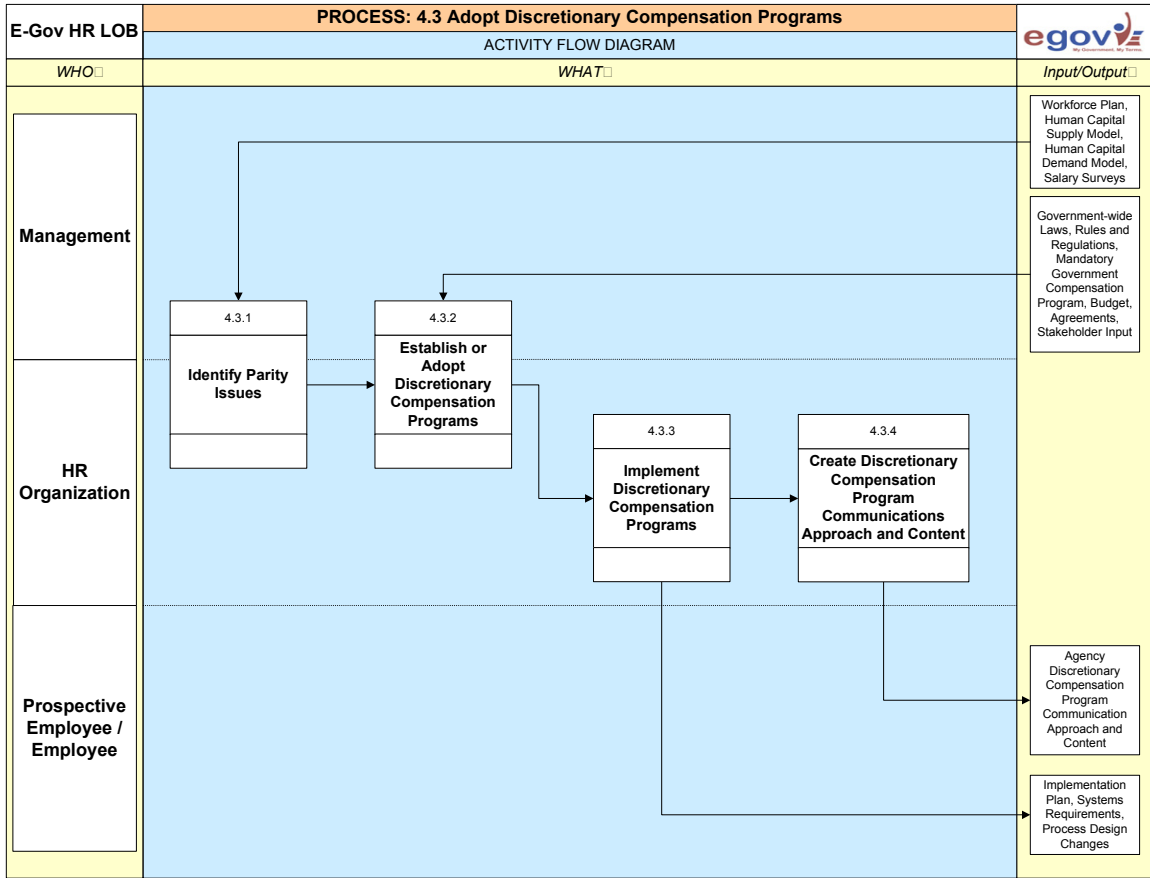 E-Gov HR LOB
PROCESS: 4.3 Adopt Discretionary Compensation Programs
ACTIVITY FLOW DIAGRAM
egov
My Government. My Terms.
WHO□
WHAT□
Input/Output□
Management
Workforce Plan,
Human Capital
Supply Model,
Human Capital
Demand Model,
Salary Surveys
Government-wide
Laws, Rules and
Regulations,
Mandatory
Government
Compensation
Program, Budget,
Agreements,
Stakeholder Input
4.3.1
Identify Parity
Issues
4.3.2
Establish or
Adopt
Discretionary
Compensation
Programs
HR
Organization
4.3.3
Implement
Discretionary
Compensation
Programs
4.3.4
Create Discretionary
Compensation
Program
Communications
Approach and Content
Prospective
Employee /
Employee
Agency
Discretionary
Compensation
Program
Communication
Approach and
Content
Implementation
Plan, Systems
Requirements,
Process Design
Changes